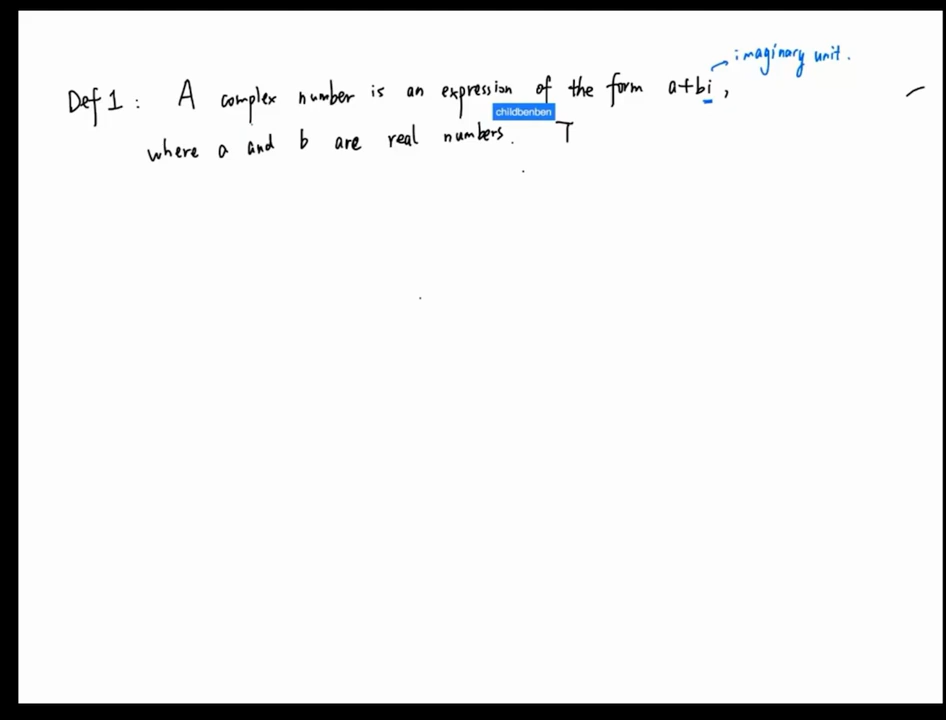 imaginary unit.
Def 1: A complex number is an expression of the form a+bi,
childbenben
where a and b are real numbers. T